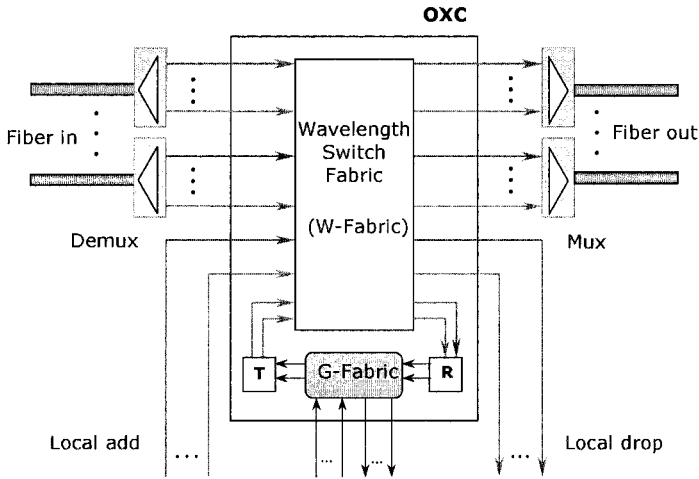 OXC
Fiber in
Wavelength
Switch
Fabric
(W-Fabric)
Fiber out
Demux
Mux
T
G-Fabric
R
Local add
...
...
...
...
Local drop